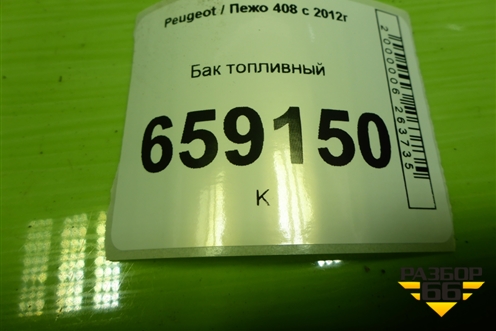 Peugeot / Пежо 408 с 2012г
Бак топливный
659150
К
2000006263735
РАЗБОР
66